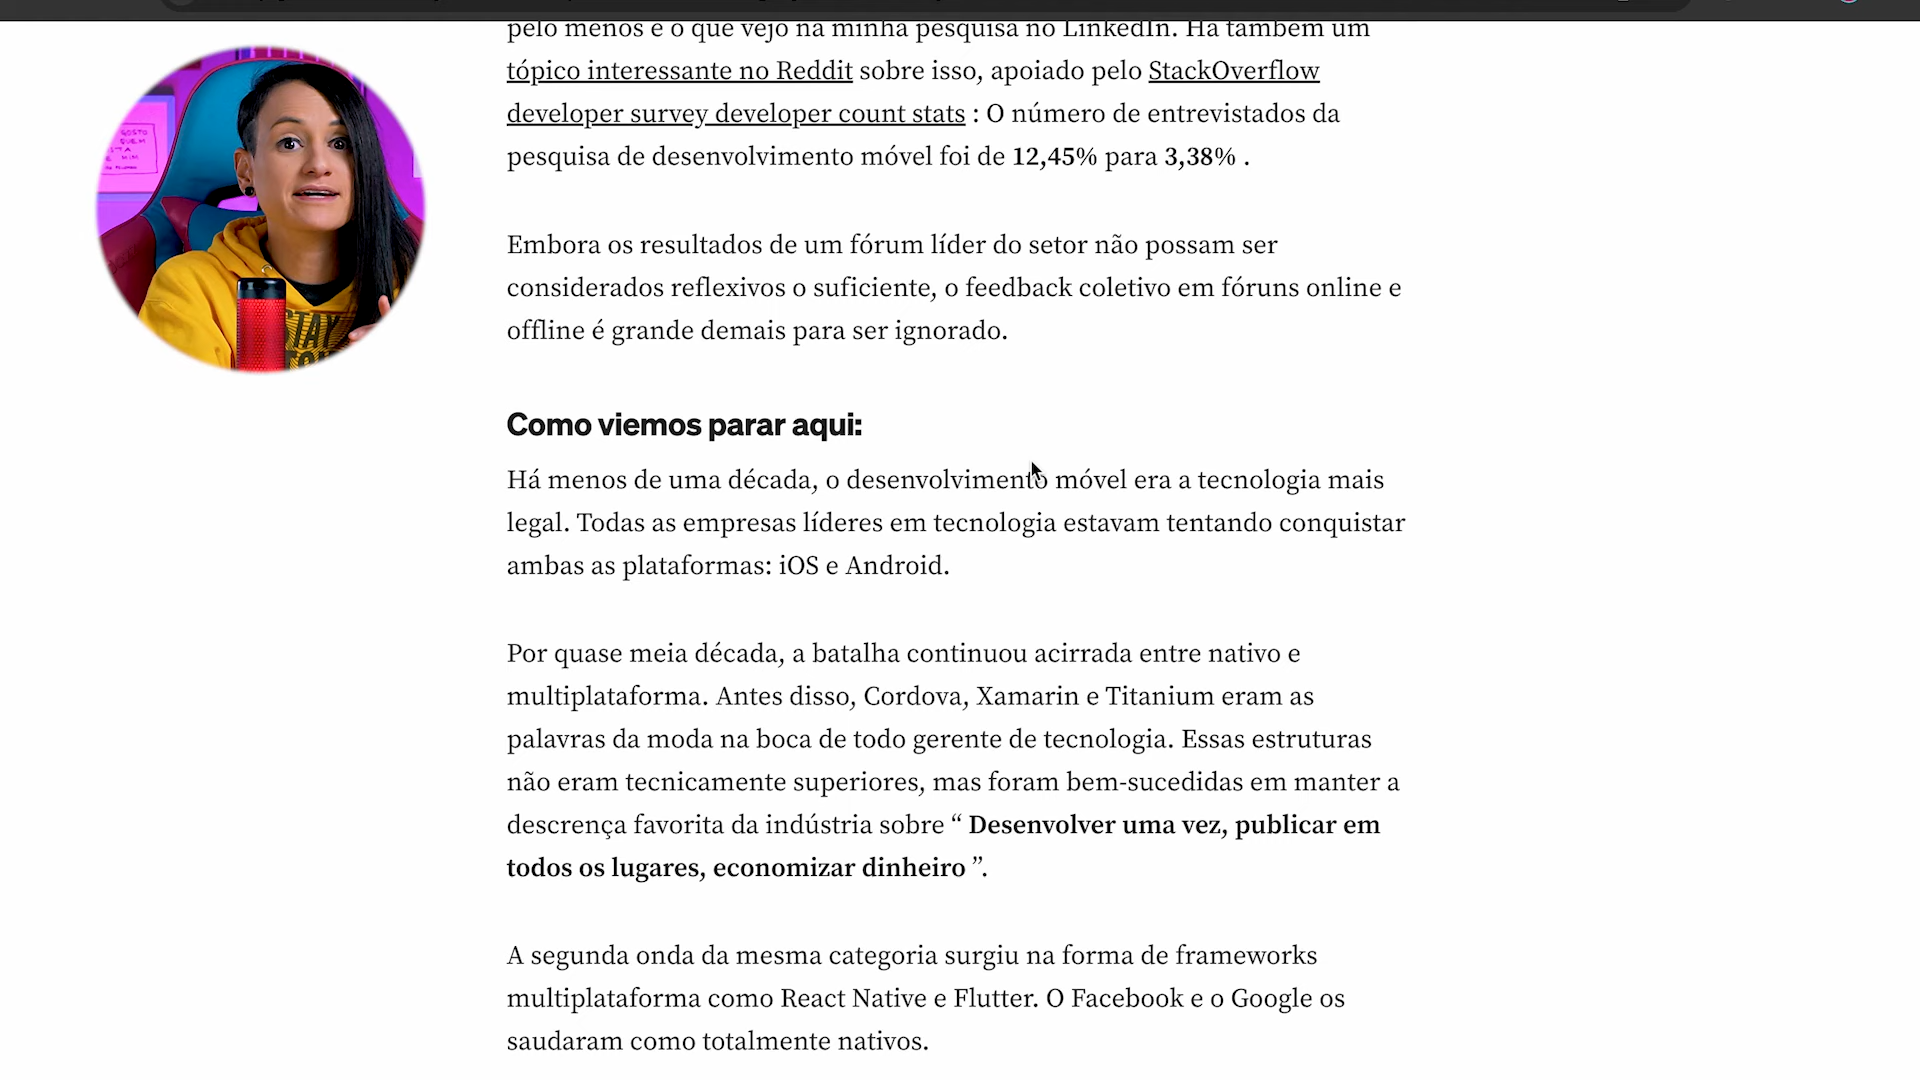 pelo menos é o que vejo na minha pesquisa no LinkedIn. Há também um
tópico interessante no Reddit sobre isso, apoiado pelo StackOverflow
developer survey developer count stats : O número de entrevistados da
pesquisa de desenvolvimento móvel foi de 12,45% para 3,38% .
Embora os resultados de um fórum líder do setor não possam ser
considerados reflexivos o suficiente, o feedback coletivo em fóruns online e
offline é grande demais para ser ignorado.
Como viemos parar aqui:
Há menos de uma década, o desenvolvimento móvel era a tecnologia mais
legal. Todas as empresas líderes em tecnologia estavam tentando conquistar
ambas as plataformas: iOS e Android.
Por quase meia década, a batalha continuou acirrada entre nativo e
multiplataforma. Antes disso, Cordova, Xamarin e Titanium eram as
palavras da moda na boca de todo gerente de tecnologia. Essas estruturas
não eram tecnicamente superiores, mas foram bem-sucedidas em manter a
descrença favorita da indústria sobre “ Desenvolver uma vez, publicar em
todos os lugares, economizar dinheiro ”.
A segunda onda da mesma categoria surgiu na forma de frameworks
multiplataforma como React Native e Flutter. O Facebook e o Google os
saudaram como totalmente nativos.
GOSTO
QUEM
MIM
STAY